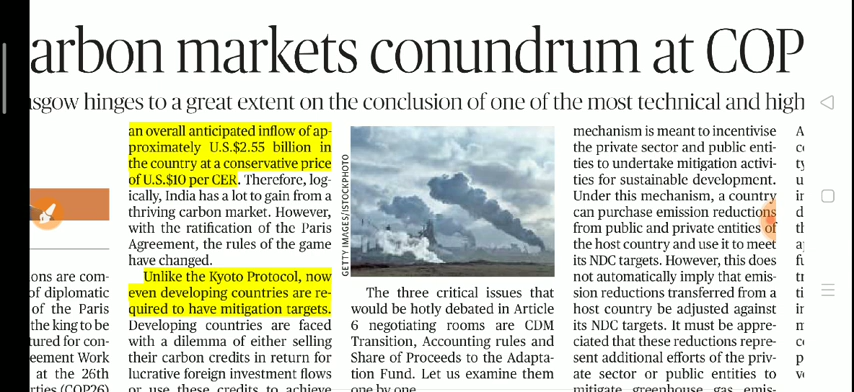 arbon markets conundrum at COP
sgow hinges to a great extent on the conclusion of one of the most technical and high
ons are com-
of diplomatic
of the Paris
the king to be
tured for con-
eement Work
at the 26th
rties (COP26)
an overall anticipated inflow of ap-
proximately U.S.$2.55 billion in
the country at a conservative price
of U.S.$10 per CER. Therefore, log-
ically, India has a lot to gain from a
thriving carbon market. However,
with the ratification of the Paris
Agreement, the rules of the game
have changed.
Unlike the Kyoto Protocol, now
even developing countries are re-
quired to have mitigation targets.
Developing countries are faced
with a dilemma of either selling
their carbon credits in return for
lucrative foreign investment flows
or use these credits to achieve
GETTY IMAGES/ISTOCKPHOTO
The three critical issues that
would be hotly debated in Article
6 negotiating rooms are CDM
Transition, Accounting rules and
Share of Proceeds to the Adapta-
tion Fund. Let us examine them
one by one.
mechanism is meant to incentivise
the private sector and public enti-
ties to undertake mitigation activi-
ties for sustainable development.
Under this mechanism, a country
can purchase emission reductions
from public and private entities of
the host country and use it to meet
its NDC targets. However, this does
not automatically imply that emis-
sion reductions transferred from a
host country be adjusted against
its NDC targets. It must be appre-
ciated that these reductions repre-
sent additional efforts of the priv-
ate sector or public entities to
mitigate greenhouse gas emis-